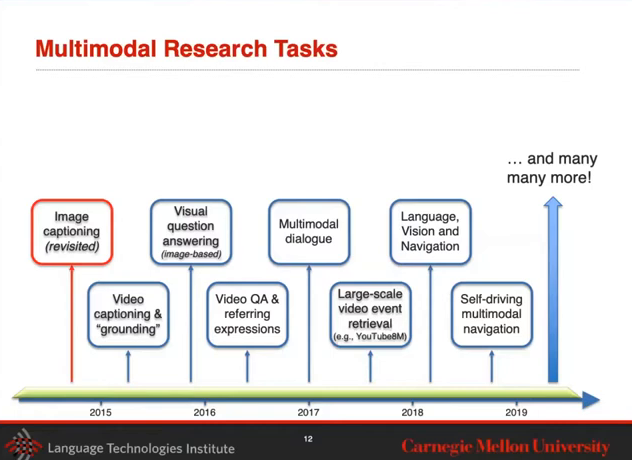 Multimodal Research Tasks
… and many
many more!
Image
captioning
(revisited)
Visual
question
answering
(image-based)
Multimodal
dialogue
Language,
Vision and
Navigation
Video
captioning &
“grounding”
Video QA &
referring
expressions
Large-scale
video event
retrieval
(e.g., YouTube8M)
Self-driving
multimodal
navigation
2015
2016
2017
2018
2019
Language Technologies Institute
12
Carnegie Mellon University